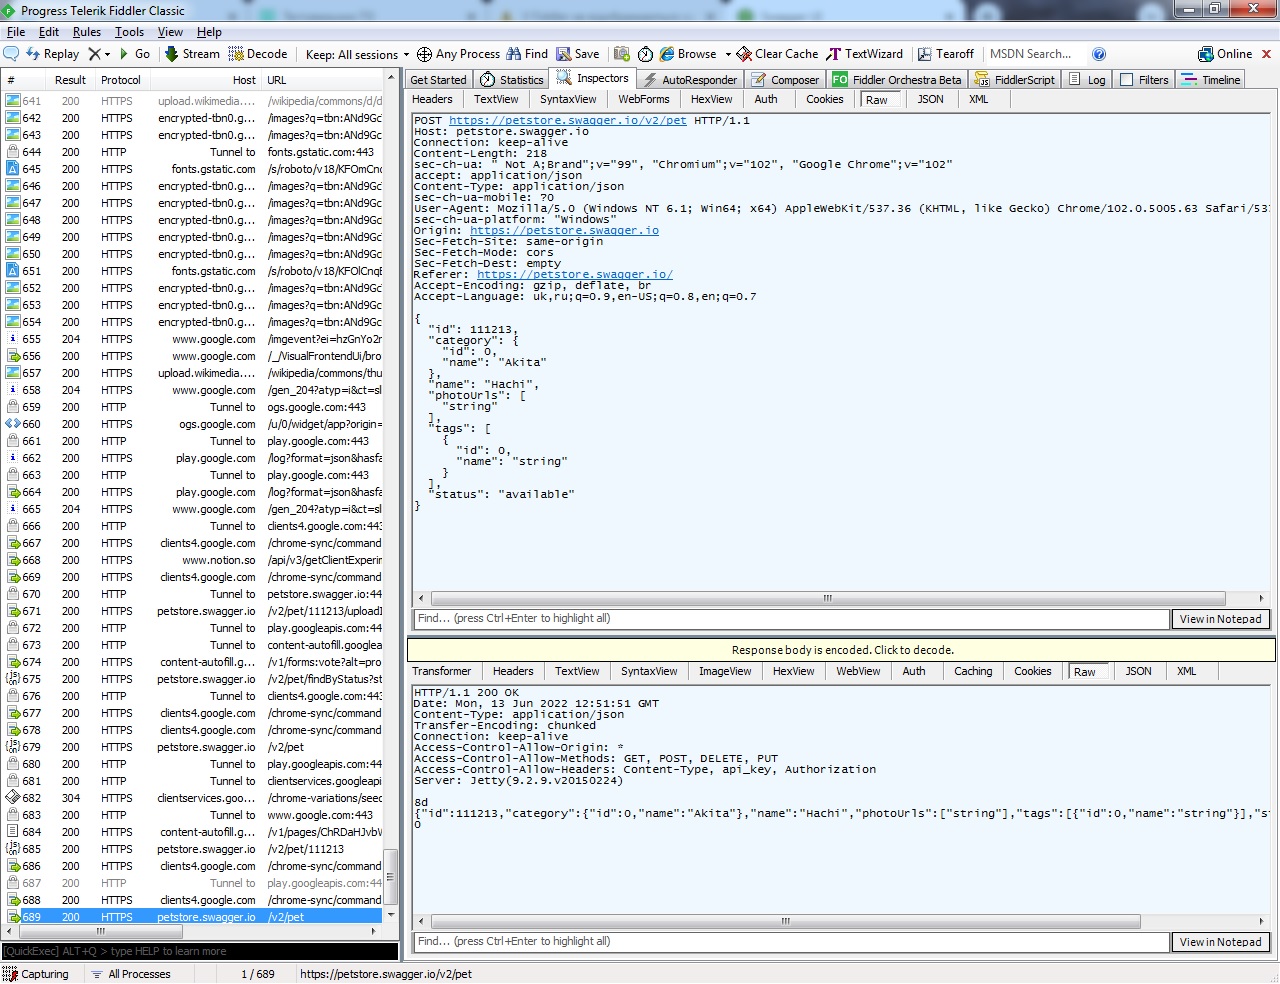 Progress Telerik Fiddler Classic
File Edit Rules Tools View Help
Replay Go Stream Decode Keep: All sessions Any Process Find Save Browse Clear Cache TextWizard Tearoff MSDN Search... Online
# Result Protocol Host URL
641 200 HTTPS upload.wikimedia.... /wikipedia/commons/d/d
642 200 HTTPS encrypted-tbn0.g... /images?q=tbn:ANd9Gc
643 200 HTTPS encrypted-tbn0.g... /images?q=tbn:ANd9Gc
644 200 HTTP Tunnel to fonts.gstatic.com:443
645 200 HTTPS fonts.gstatic.com /s/roboto/v18/KFOmCnq
646 200 HTTPS encrypted-tbn0.g... /images?q=tbn:ANd9Gc
647 200 HTTPS encrypted-tbn0.g... /images?q=tbn:ANd9Gc
648 200 HTTPS encrypted-tbn0.g... /images?q=tbn:ANd9Gc
649 200 HTTPS encrypted-tbn0.g... /images?q=tbn:ANd9Gc
650 200 HTTPS encrypted-tbn0.g... /images?q=tbn:ANd9Gc
651 200 HTTPS fonts.gstatic.com /s/roboto/v18/KFOlCnqE
652 200 HTTPS encrypted-tbn0.g... /images?q=tbn:ANd9Gc
653 200 HTTPS encrypted-tbn0.g... /images?q=tbn:ANd9Gc
654 200 HTTPS encrypted-tbn0.g... /images?q=tbn:ANd9Gc
655 204 HTTPS www.google.com /imgevent?ei=hzGnYo2r
656 200 HTTPS www.google.com /_/VisualFrontendUi/bro
657 200 HTTPS upload.wikimedia.... /wikipedia/commons/thu
658 204 HTTPS www.google.com /gen_204?atyp=i&ct=sl
659 200 HTTP Tunnel to ogs.google.com:443
660 200 HTTPS ogs.google.com /u/0/widget/app?origin=
661 200 HTTP Tunnel to play.google.com:443
662 200 HTTPS play.google.com /log?format=json&hasfa
663 200 HTTP Tunnel to play.google.com:443
664 200 HTTPS play.google.com /log?format=json&hasfa
665 204 HTTPS www.google.com /gen_204?atyp=i&ct=sl
666 200 HTTP Tunnel to clients4.google.com:443
667 200 HTTPS clients4.google.com /chrome-sync/command
668 200 HTTPS www.notion.so /api/v3/getClientExperin
669 200 HTTPS clients4.google.com /chrome-sync/command
670 200 HTTP Tunnel to petstore.swagger.io:44
671 200 HTTPS petstore.swagger.io /v2/pet/111213/uploadI
672 200 HTTP Tunnel to play.googleapis.com:44
673 200 HTTP Tunnel to content-autofill.googlea
674 200 HTTPS content-autofill.g... /v1/forms:vote?alt=pro
675 200 HTTPS petstore.swagger.io /v2/pet/findByStatus?st
676 200 HTTP Tunnel to clients4.google.com:443
677 200 HTTPS clients4.google.com /chrome-sync/command
678 200 HTTPS clients4.google.com /chrome-sync/command
679 200 HTTPS petstore.swagger.io /v2/pet
680 200 HTTP Tunnel to play.googleapis.com:44
681 200 HTTP Tunnel to clientservices.googleapi
682 304 HTTPS clientservices.goo... /chrome-variations/seed
683 200 HTTP Tunnel to www.google.com:443
684 200 HTTPS content-autofill.g... /v1/pages/ChRDaHJvbW
685 200 HTTPS petstore.swagger.io /v2/pet/111213
686 200 HTTPS clients4.google.com /chrome-sync/command
687 200 HTTP Tunnel to play.googleapis.com:44
688 200 HTTPS clients4.google.com /chrome-sync/command
689 200 HTTPS petstore.swagger.io /v2/pet
[QuickExec] ALT+Q > type HELP to learn more
Get Started Statistics Inspectors AutoResponder Composer FO Fiddler Orchestra Beta FiddlerScript Log Filters Timeline
Headers TextView SyntaxView WebForms HexView Auth Cookies Raw JSON XML
POST https://petstore.swagger.io/v2/pet HTTP/1.1
Host: petstore.swagger.io
Connection: keep-alive
Content-Length: 218
sec-ch-ua: " Not A;Brand";v="99", "Chromium";v="102", "Google Chrome";v="102"
accept: application/json
Content-Type: application/json
sec-ch-ua-mobile: ?0
User-Agent: Mozilla/5.0 (Windows NT 6.1; Win64; x64) AppleWebKit/537.36 (KHTML, like Gecko) Chrome/102.0.5005.63 Safari/537
sec-ch-ua-platform: "Windows"
Origin: https://petstore.swagger.io
Sec-Fetch-Site: same-origin
Sec-Fetch-Mode: cors
Sec-Fetch-Dest: empty
Referer: https://petstore.swagger.io/
Accept-Encoding: gzip, deflate, br
Accept-Language: uk,ru;q=0.9,en-US;q=0.8,en;q=0.7
{
"id": 111213,
"category": {
"id": 0,
"name": "Akita"
},
"name": "Hachi",
"photoUrls": [
"string"
],
"tags": [
{
"id": 0,
"name": "string"
}
],
"status": "available"
}
Find... (press Ctrl+Enter to highlight all) View in Notepad
Response body is encoded. Click to decode.
Transformer Headers TextView SyntaxView ImageView HexView WebView Auth Caching Cookies Raw JSON XML
HTTP/1.1 200 OK
Date: Mon, 13 Jun 2022 12:51:51 GMT
Content-Type: application/json
Transfer-Encoding: chunked
Connection: keep-alive
Access-Control-Allow-Origin: *
Access-Control-Allow-Methods: GET, POST, DELETE, PUT
Access-Control-Allow-Headers: Content-Type, api_key, Authorization
Server: Jetty(9.2.9.v20150224)
8d
{"id":111213,"category":{"id":0,"name":"Akita"},"name":"Hachi","photoUrls":["string"],"tags":[{"id":0,"name":"string"}],"st
0
Find... (press Ctrl+Enter to highlight all) View in Notepad
Capturing All Processes 1 / 689 https://petstore.swagger.io/v2/pet